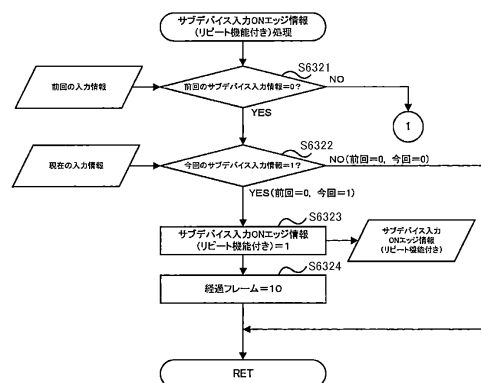 サブデバイス入力ONエッジ情報
(リピート機能付き)処理
S6321
前回の入力情報
前回のサブデバイス入力情報=0?
NO
1
YES
S6322
現在の入力情報
今回のサブデバイス入力情報=1?
NO(前回=0, 今回=0)
YES(前回=0, 今回=1)
S6323
サブデバイス入力ONエッジ情報
(リピート機能付き)=1
サブデバイス入力
ONエッジ情報
(リピート機能付き)
S6324
経過フレーム=10
RET